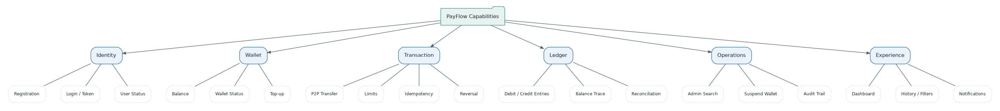 PayFlow Capabilities
Identity
Wallet
Transaction
Ledger
Operations
Experience
Registration
Login / Token
User Status
Balance
Wallet Status
Top-up
P2P Transfer
Limits
Idempotency
Reversal
Debit / Credit Entries
Balance Trace
Reconciliation
Admin Search
Suspend Wallet
Audit Trail
Dashboard
History / Filters
Notifications